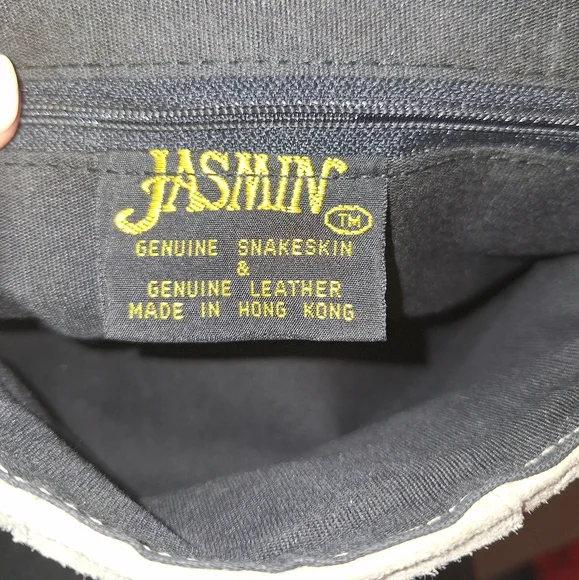 JASMIN TM
GENUINE SNAKESKIN
&
GENUINE LEATHER
MADE IN HONG KONG